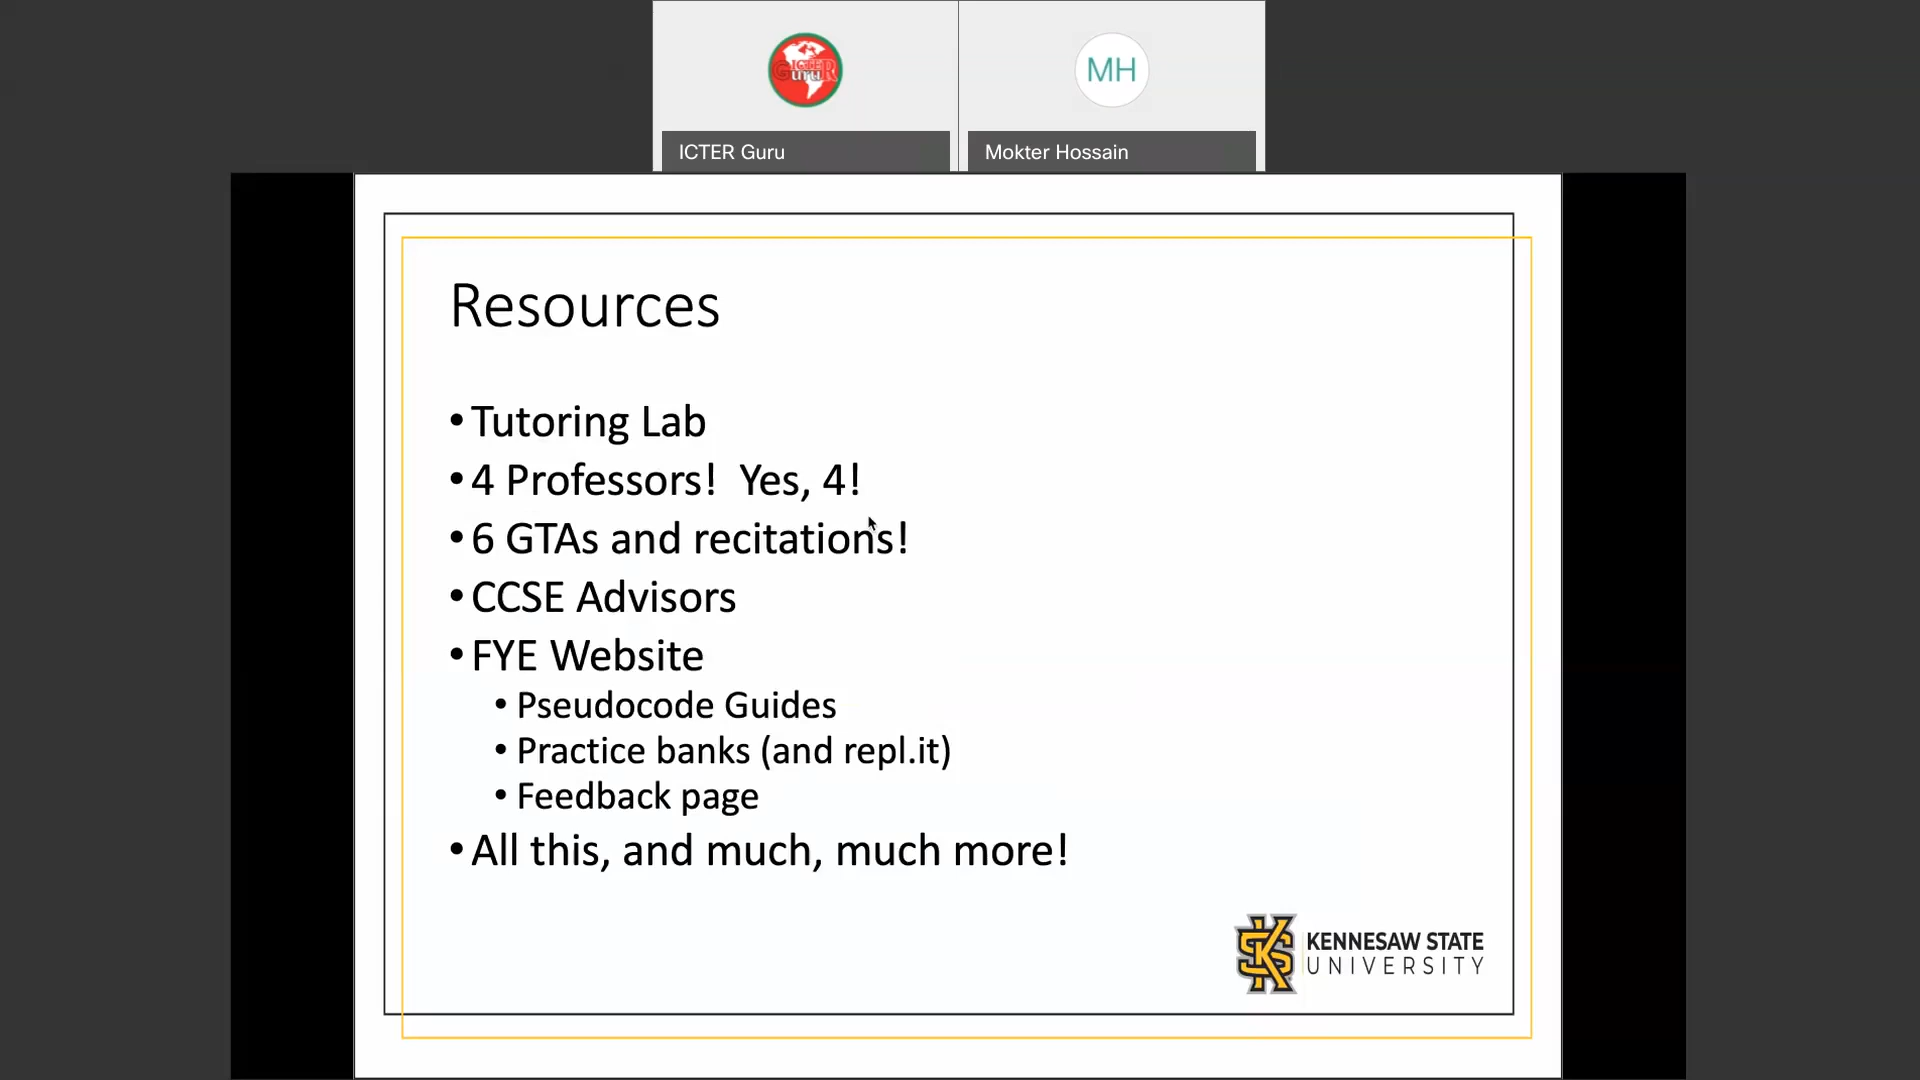 ICTER
Guru
MH
ICTER Guru
Mokter Hossain
Resources
• Tutoring Lab
• 4 Professors!  Yes, 4!
• 6 GTAs and recitations!
• CCSE Advisors
• FYE Website
• Pseudocode Guides
• Practice banks (and repl.it)
• Feedback page
• All this, and much, much more!
KENNESAW STATE
UNIVERSITY